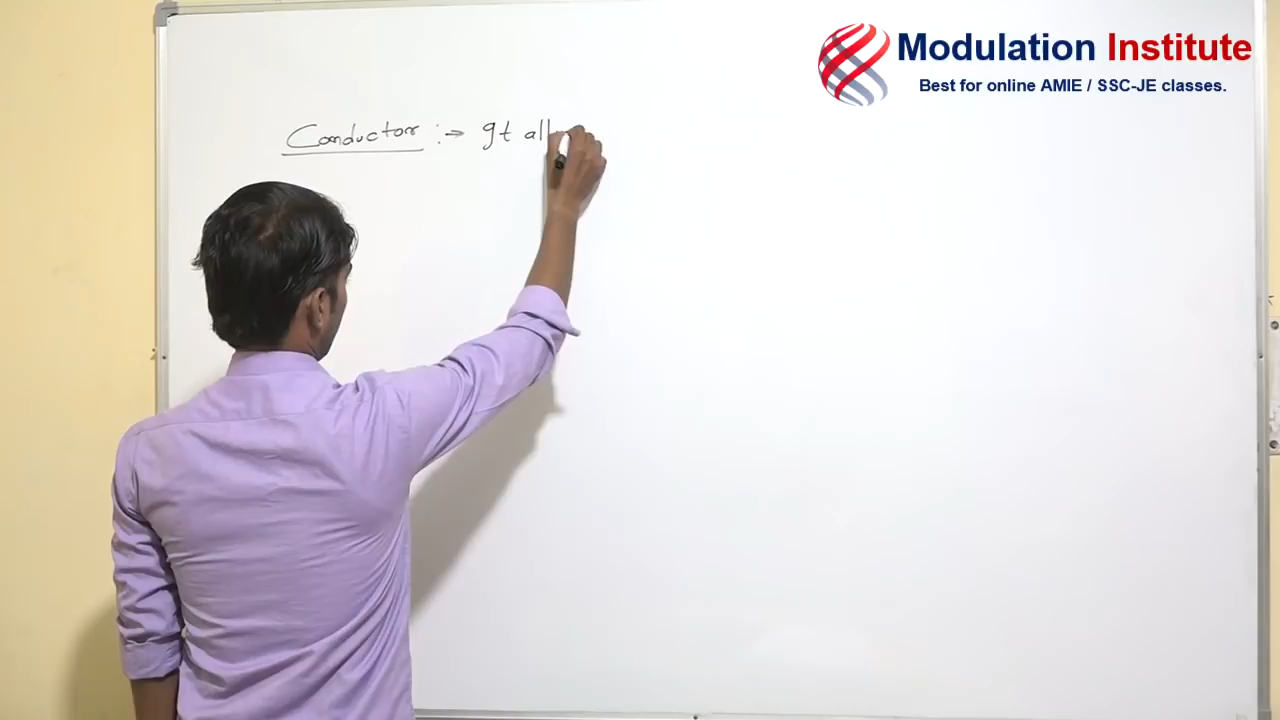 Modulation Institute
Best for online AMIE / SSC-JE classes.
Conductor :→ It all